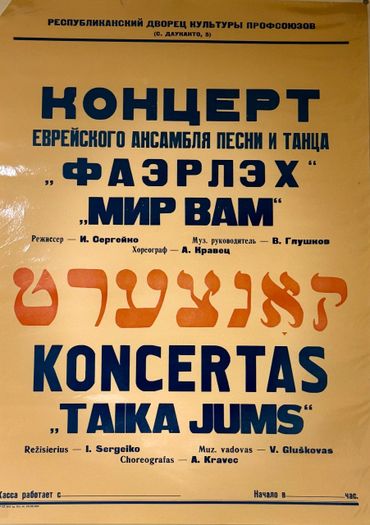 РЕСПУБЛИКАНСКИЙ ДВОРЕЦ КУЛЬТУРЫ ПРОФСОЮЗОВ
(С. ДАУКАНТО, 5)
КОНЦЕРТ
ЕВРЕЙСКОГО АНСАМБЛЯ ПЕСНИ И ТАНЦА
„ФАЭРЛЭХ“
„МИР ВАМ“
Режиссер — И. Сергейко Муз. руководитель — В. Глушков
Хореограф — А. Кравец
קאָנצערט
KONCERTAS
„TAIKA JUMS“
Režisierius — I. Sergeiko Muz. vadovas — V. Gluškovas
Choreografas — A. Kravec
Касса работает с Начало в час.